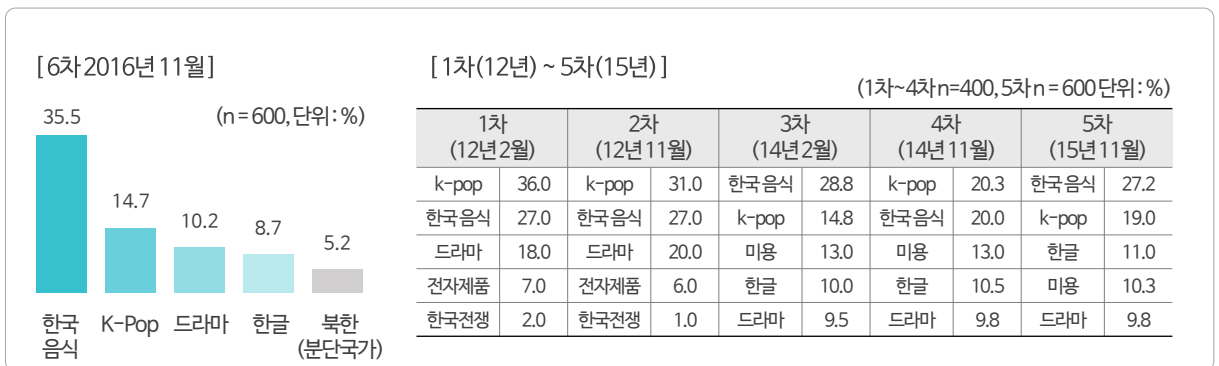 [ 6차 2016년 11월 ]
(n = 600, 단위 : %)
35.5
14.7
10.2
8.7
5.2
한국 음식
K-Pop
드라마
한글
북한 (분단국가)
[ 1차 (12년) ~ 5차 (15년) ]
(1차~ 4차 n=400, 5차 n = 600 단위 : %)
1차 (12년 2월) 2차 (12년 11월) 3차 (14년 2월) 4차 (14년 11월) 5차 (15년 11월)
k-pop 36.0 k-pop 31.0 한국 음식 28.8 k-pop 20.3 한국 음식 27.2
한국 음식 27.0 한국 음식 27.0 k-pop 14.8 한국 음식 20.0 k-pop 19.0
드라마 18.0 드라마 20.0 미용 13.0 미용 13.0 한글 11.0
전자제품 7.0 전자제품 6.0 한글 10.0 한글 10.5 미용 10.3
한국전쟁 2.0 한국전쟁 1.0 드라마 9.5 드라마 9.8 드라마 9.8